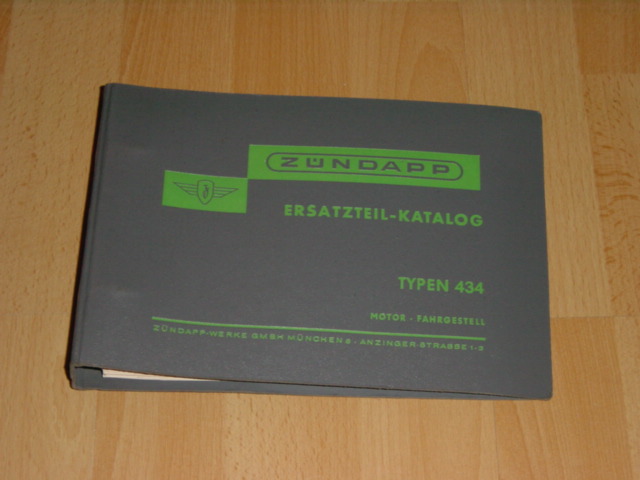 ZÜNDAPP
ERSATZTEIL-KATALOG
TYPEN 434
MOTOR - FAHRGESTELL
ZÜNDAPP-WERKE GMBH MÜNCHEN 8 · ANZINGER STRASSE 1-3